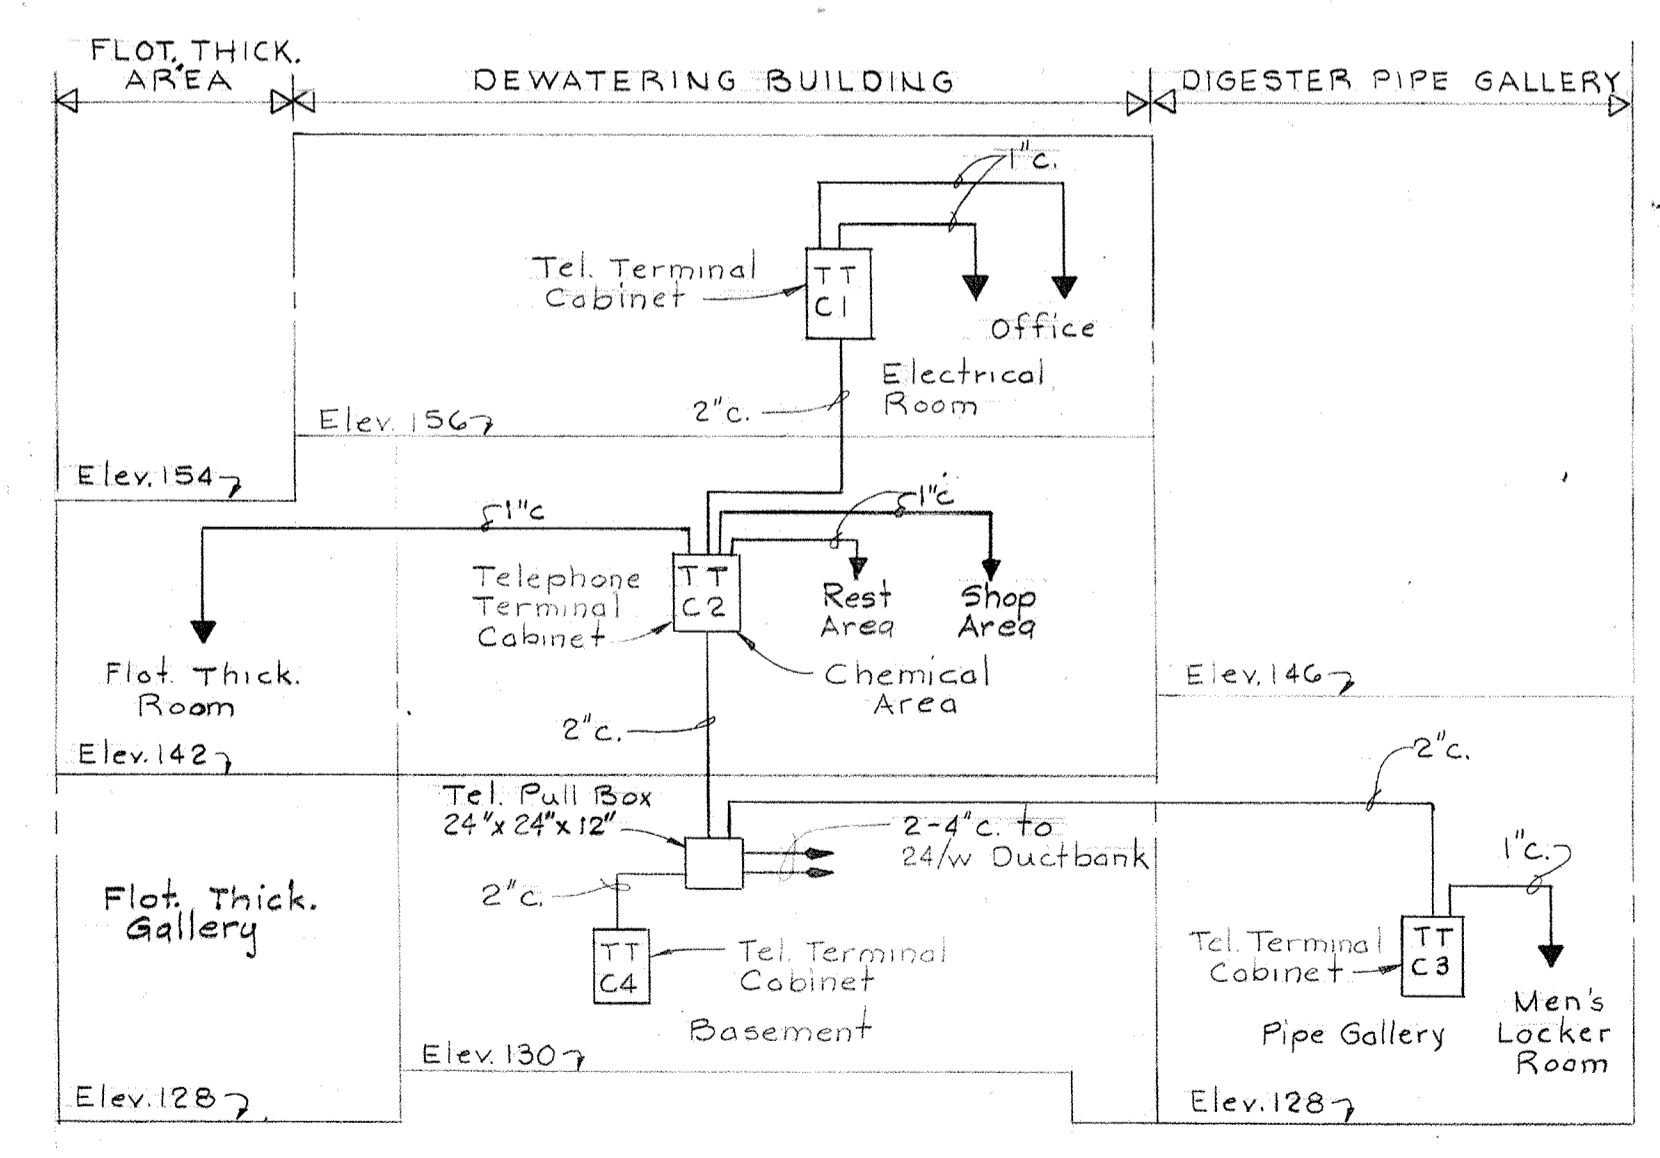 FLOT. THICK.
AREA
DEWATERING BUILDING
DIGESTER PIPE GALLERY
1"c.
Tel. Terminal
Cabinet
TT
C1
Office
Electrical
Room
2"c.
Elev. 156
Elev. 154
1"c
1"c
Telephone
Terminal
Cabinet
TT
C2
Rest
Area
Shop
Area
Flot. Thick.
Room
Chemical
Area
Elev. 146
2"c.
Elev. 142
2"c.
Tel. Pull Box
24"x 24"x 12"
2-4"c. to
24/w Ductbank
1"c.
2"c.
Flot. Thick.
Gallery
TT
C4
Tel. Terminal
Cabinet
Tel. Terminal
Cabinet
TT
C3
Basement
Pipe Gallery
Men's
Locker
Room
Elev. 130
Elev. 128
Elev. 128